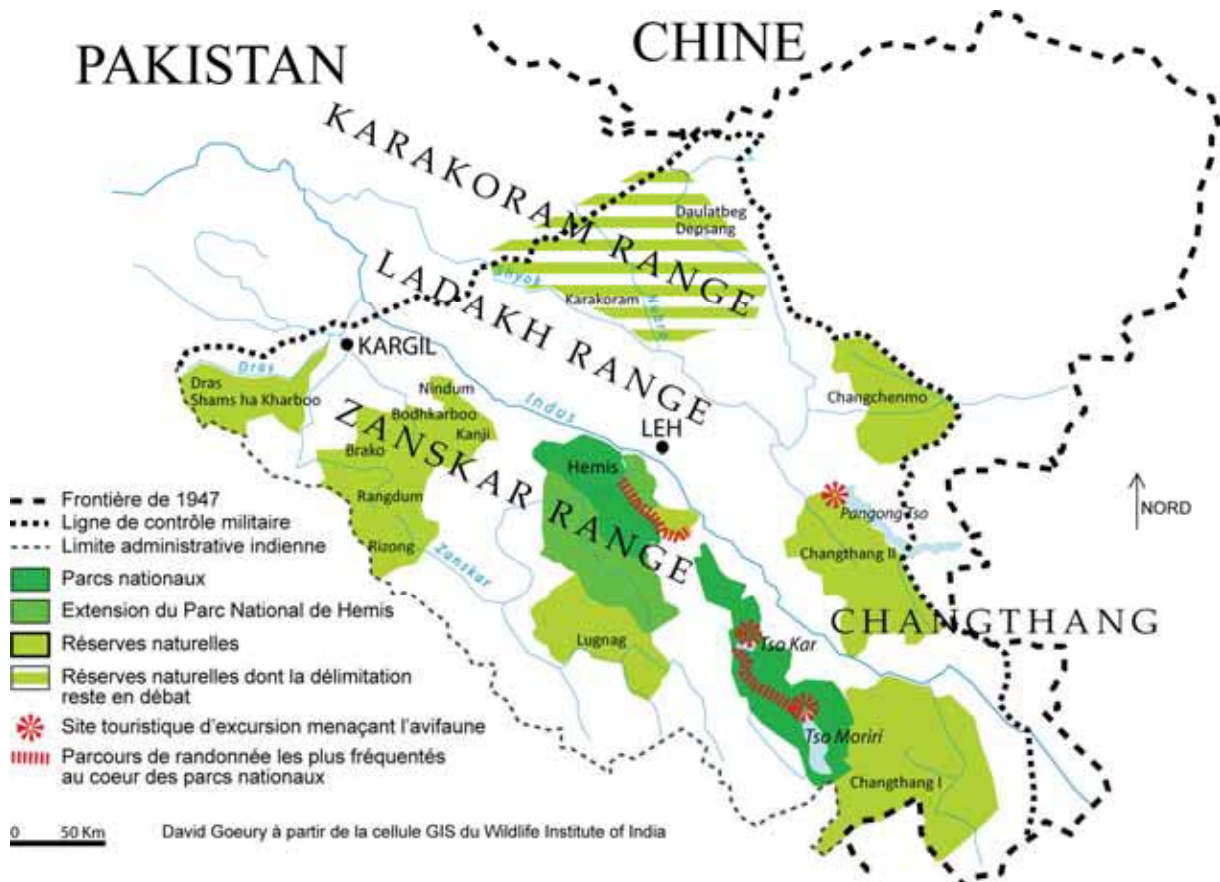 PAKISTAN
CHINE
KARAKORAM RANGE
Daulatbeg
Depsang
LADAKH RANGE
Shyok
Karakoram
Nubra
KARGIL
Dras
Dras
Shams ha Kharboo
Nindum
Bodhkarboo
Kanji
Indus
LEH
Changchenmo
ZANSKAR RANGE
Brako
Hemis
Rangdum
Rizong
Zanskar
Pangong Tso
Changthang II
NORD
CHANGTHANG
Lugnag
Tso Kar
Tso Moriri
Changthang I
Frontière de 1947
Ligne de contrôle militaire
Limite administrative indienne
Parcs nationaux
Extension du Parc National de Hemis
Réserves naturelles
Réserves naturelles dont la délimitation
reste en débat
Site touristique d'excursion menaçant l'avifaune
Parcours de randonnée les plus fréquentés
au coeur des parcs nationaux
0 50 Km
David Goeury à partir de la cellule GIS du Wildlife Institute of India